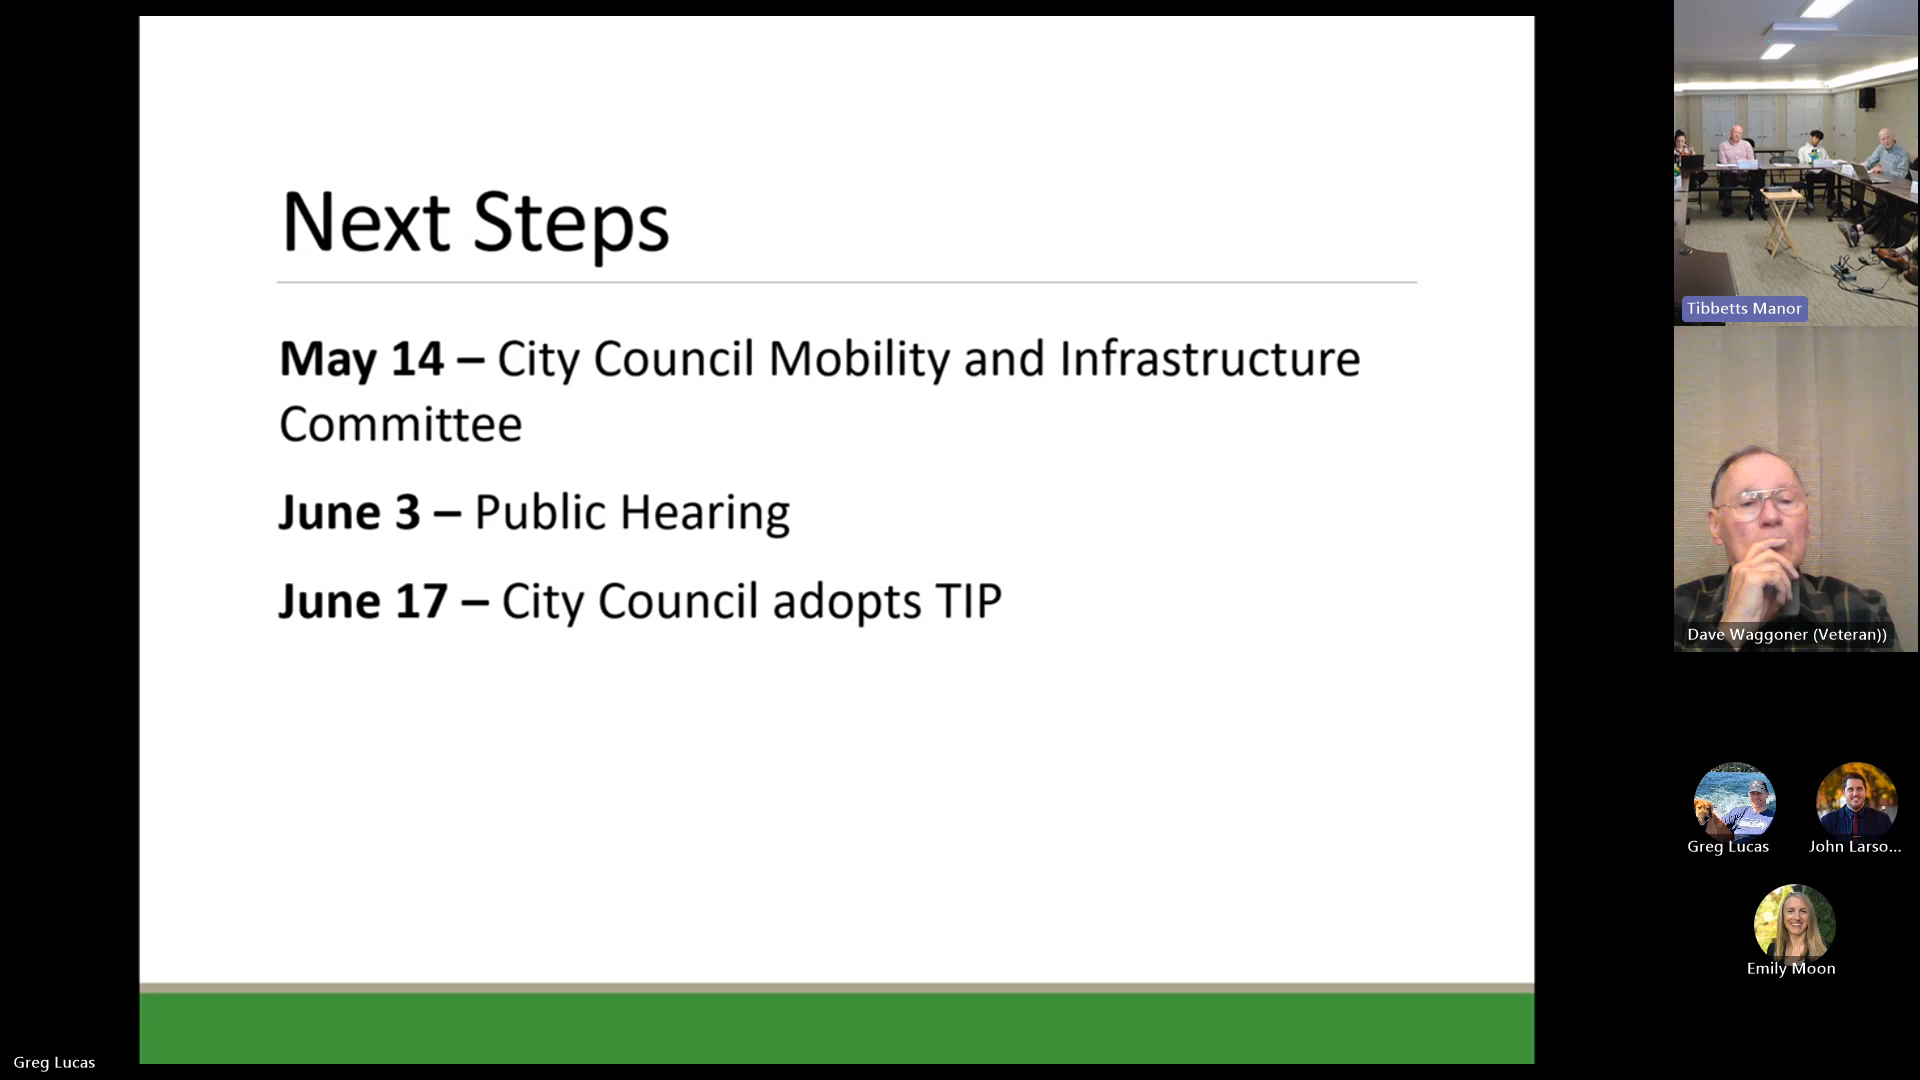 Next Steps
May 14 – City Council Mobility and Infrastructure
Committee
June 3 – Public Hearing
June 17 – City Council adopts TIP
Tibbetts Manor
Dave Waggoner (Veteran))
Greg Lucas
John Larso...
Emily Moon
Greg Lucas